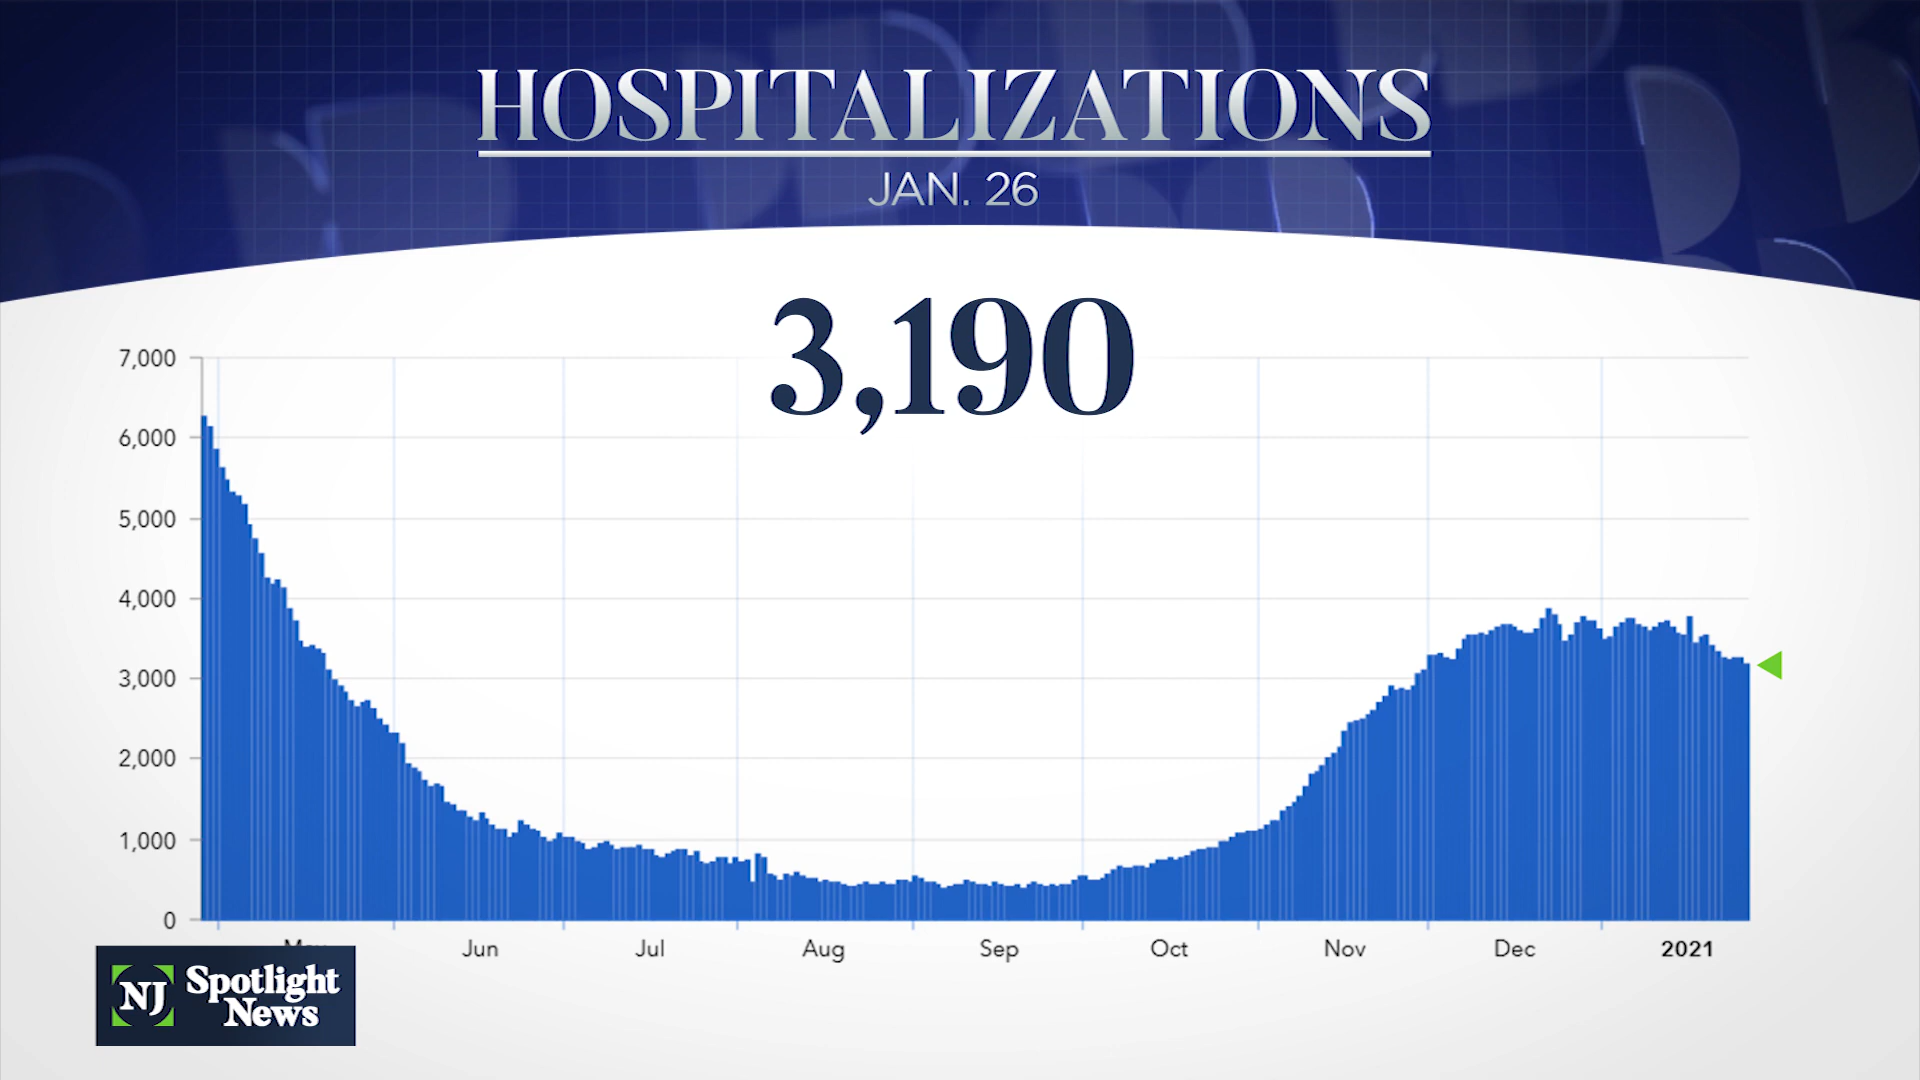 HOSPITALIZATIONS
JAN. 26
3,190
7,000
6,000
5,000
4,000
3,000
2,000
1,000
0
Jun Jul Aug Sep Oct Nov Dec 2021
NJ Spotlight
News